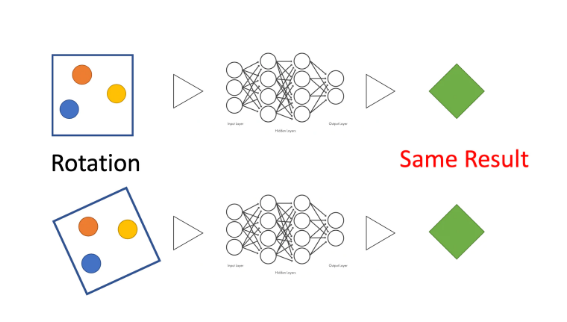 Input Layer
Hidden Layers
Output Layer
Rotation
Same Result
Input Layer
Hidden Layers
Output Layer